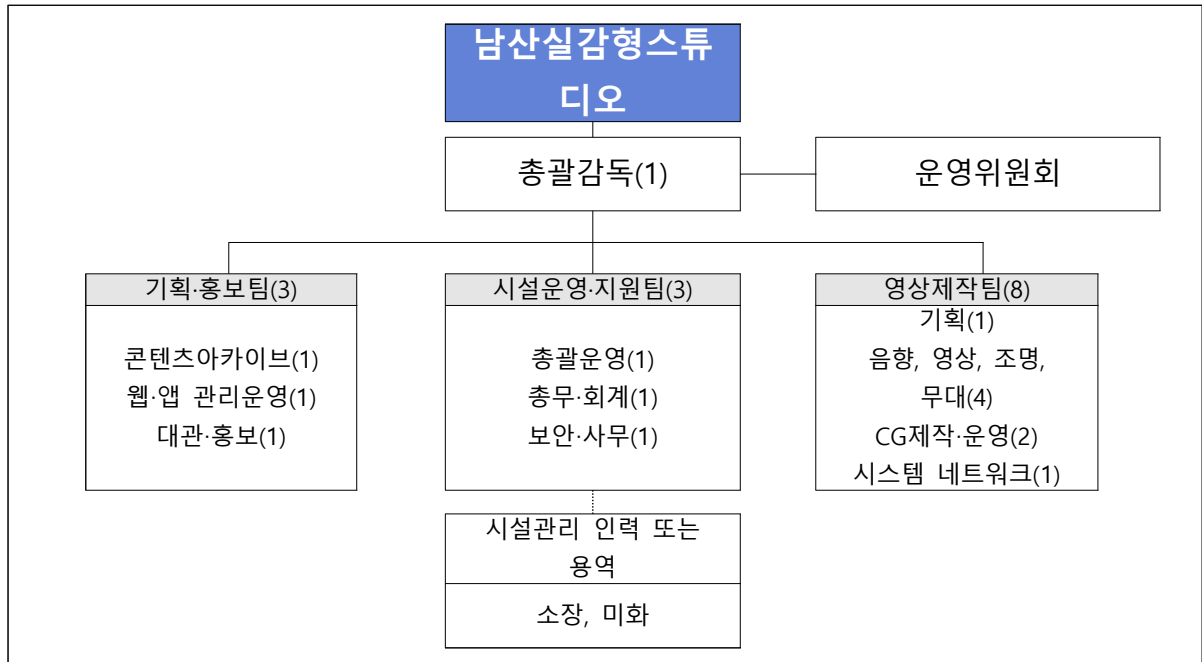 남산실감형스튜
디오
총괄감독(1)
운영위원회
기획·홍보팀(3)
콘텐츠아카이브(1)
웹·앱 관리운영(1)
대관·홍보(1)
시설운영·지원팀(3)
총괄운영(1)
총무·회계(1)
보안·사무(1)
영상제작팀(8)
기획(1)
음향, 영상, 조명,
무대(4)
CG제작·운영(2)
시스템 네트워크(1)
시설관리 인력 또는
용역
소장, 미화